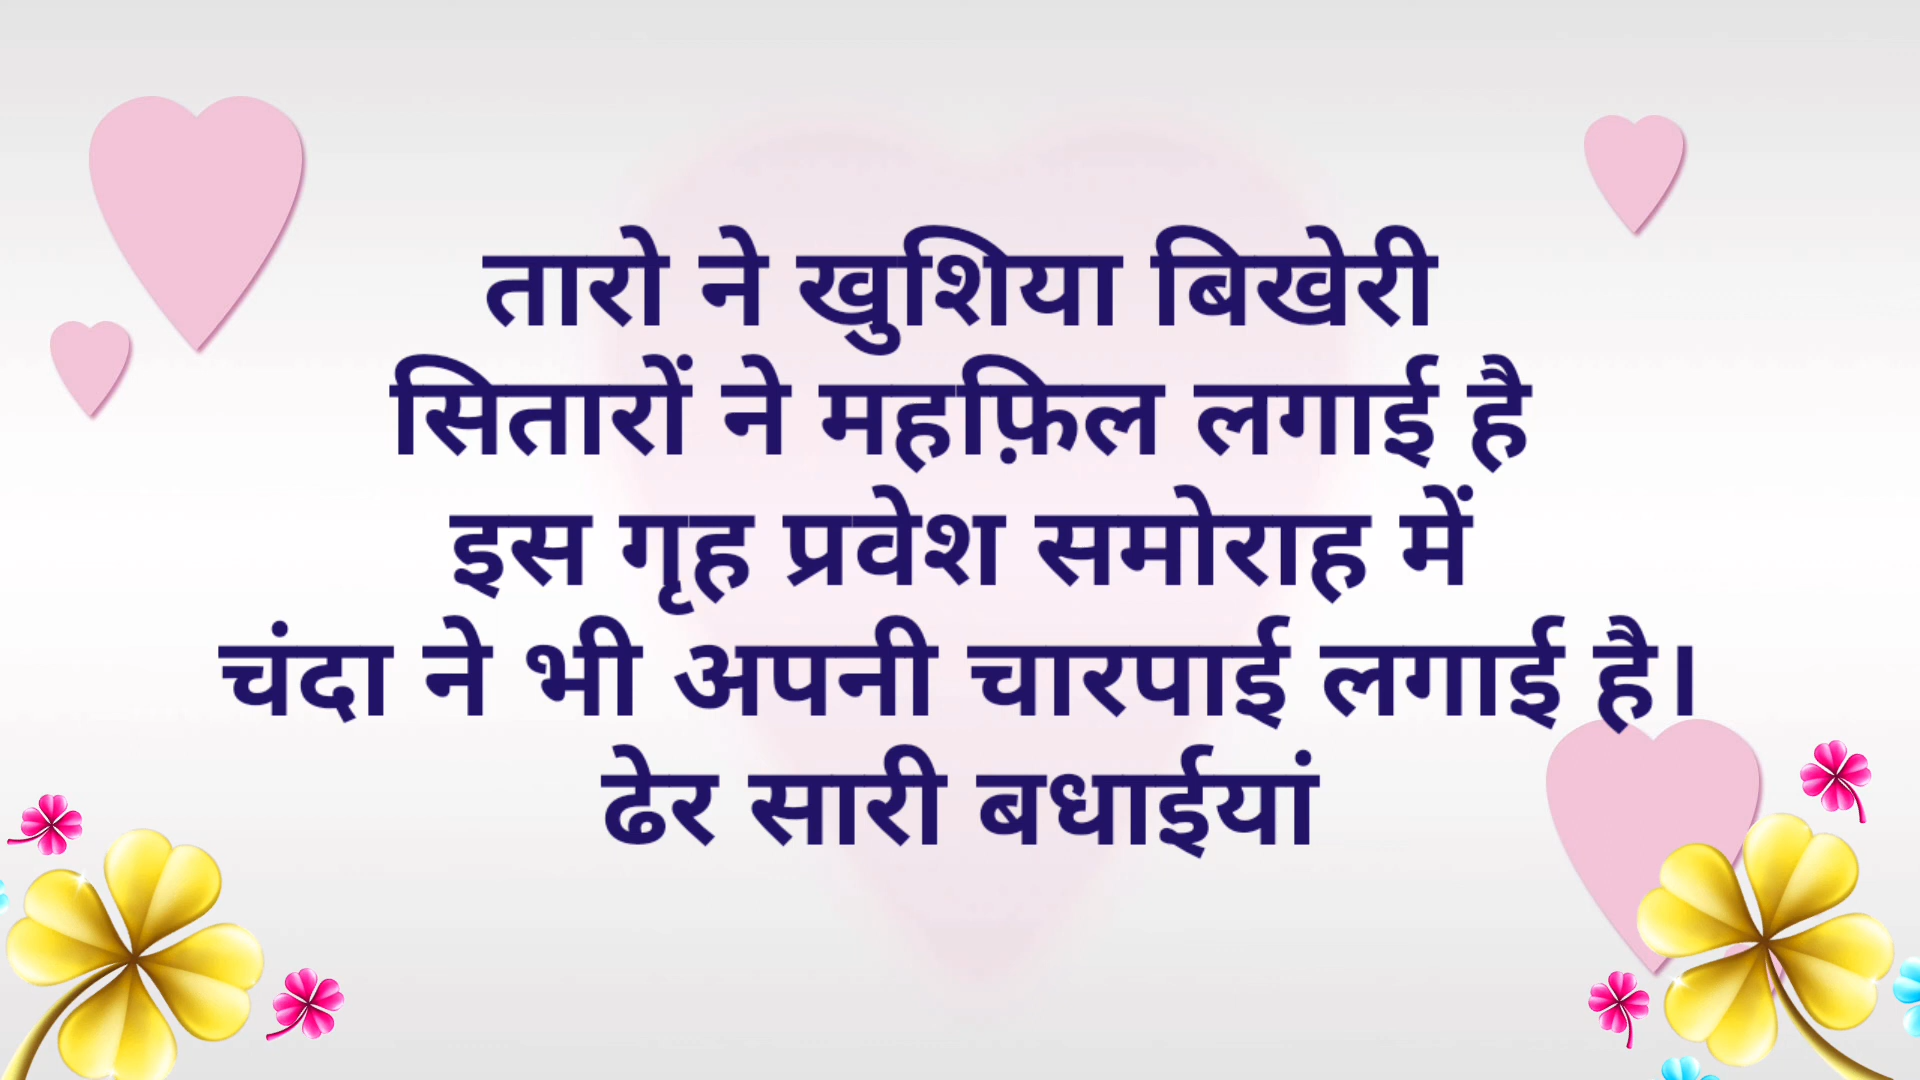 तारो ने खुशिया बिखेरी
सितारों ने महफ़िल लगाई है
इस गृह प्रवेश समोराह में
चंदा ने भी अपनी चारपाई लगाई है।
ढेर सारी बधाईयां